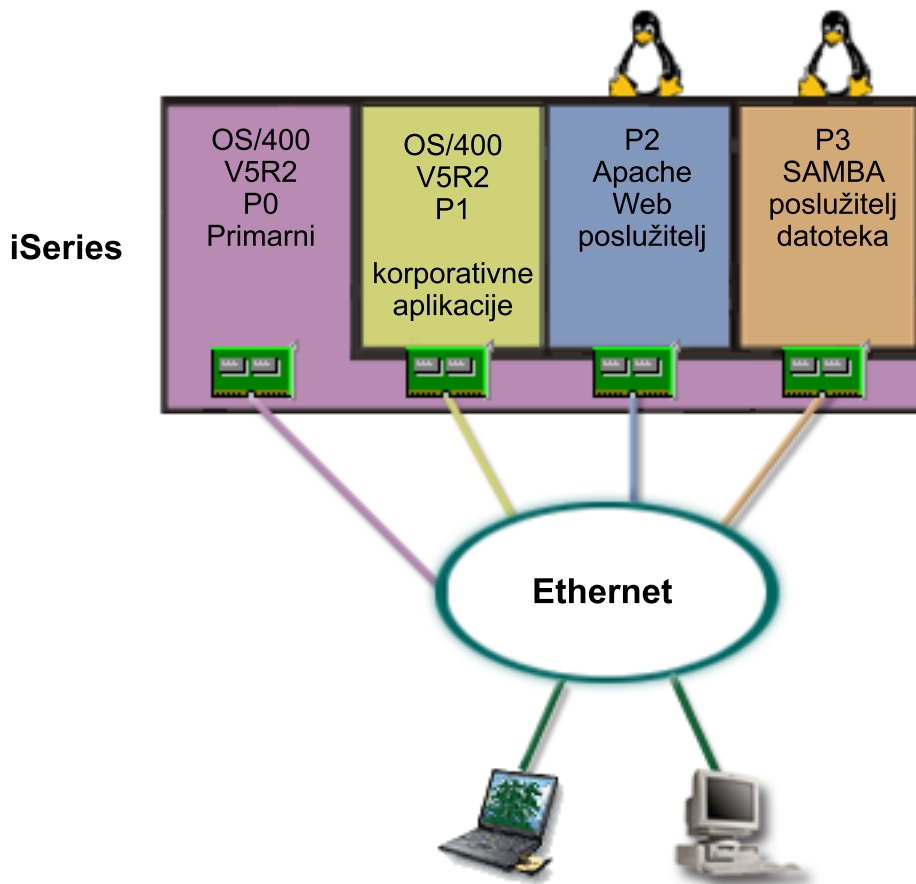 iSeries
OS/400
V5R2
P0
Primarni
OS/400
V5R2
P1
korporativne
aplikacije
P2
Apache
Web
poslužitelj
P3
SAMBA
poslužitelj
datoteka
Ethernet